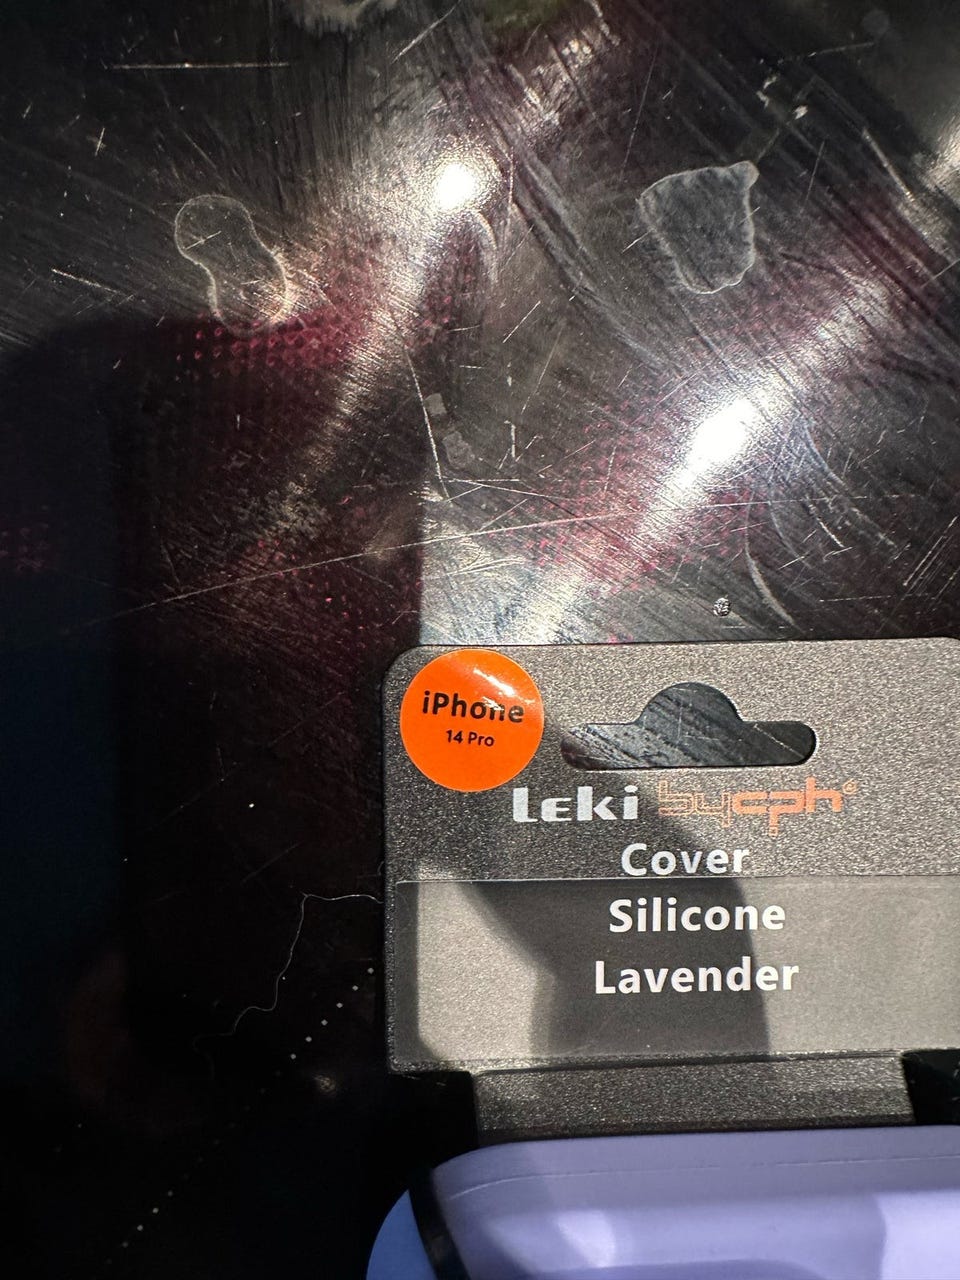 iPhone
14 Pro
Leki bycph
Cover
Silicone
Lavender